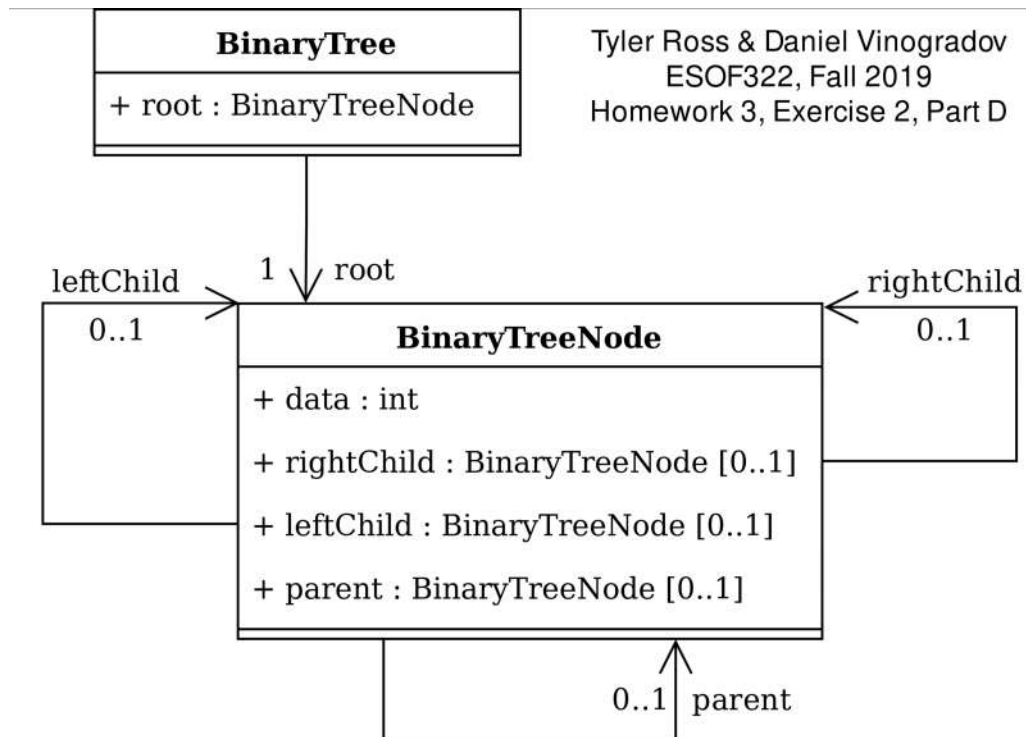 BinaryTree
+ root : BinaryTreeNode
Tyler Ross & Daniel Vinogradov
ESOF322, Fall 2019
Homework 3, Exercise 2, Part D
1 root
leftChild
0..1
rightChild
0..1
BinaryTreeNode
+ data : int
+ rightChild : BinaryTreeNode [0..1]
+ leftChild : BinaryTreeNode [0..1]
+ parent : BinaryTreeNode [0..1]
0..1 parent